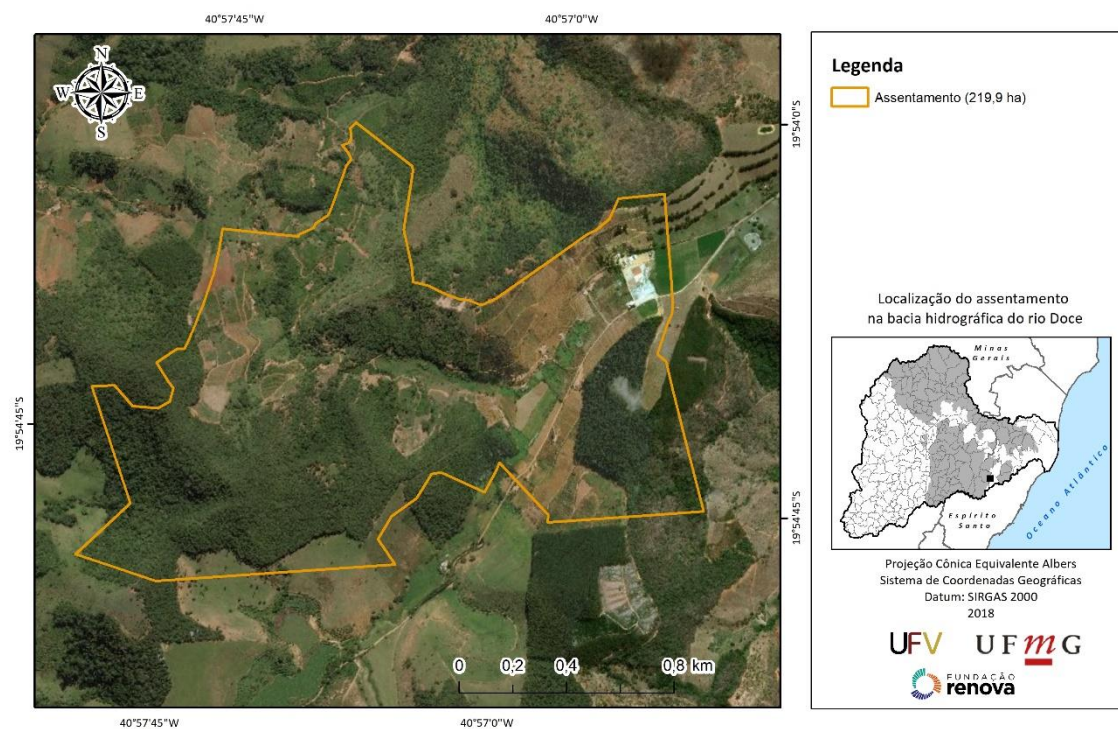 40°57'45"W
40°57'0"W
N
W
E
S
19°54'0"S
19°54'45"S
19°54'45"S
0 0,2 0,4 0,8 km
40°57'45"W
40°57'0"W
Legenda
Assentamento (219,9 ha)
Localização do assentamento
na bacia hidrográfica do rio Doce
Minas
Gerais
Espírito
Santo
Oceano Atlântico
Projeção Cônica Equivalente Albers
Sistema de Coordenadas Geográficas
Datum: SIRGAS 2000
2018
UFV
UFmG
FUNDAÇÃO
renova